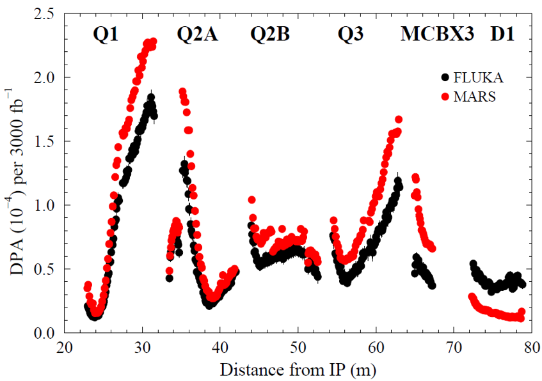 Q1 Q2A Q2B Q3 MCBX3 D1
FLUKA
MARS
DPA (10⁻⁴) per 3000 fb⁻¹
2.5
2.0
1.5
1.0
0.5
0.0
20 30 40 50 60 70 80
Distance from IP (m)